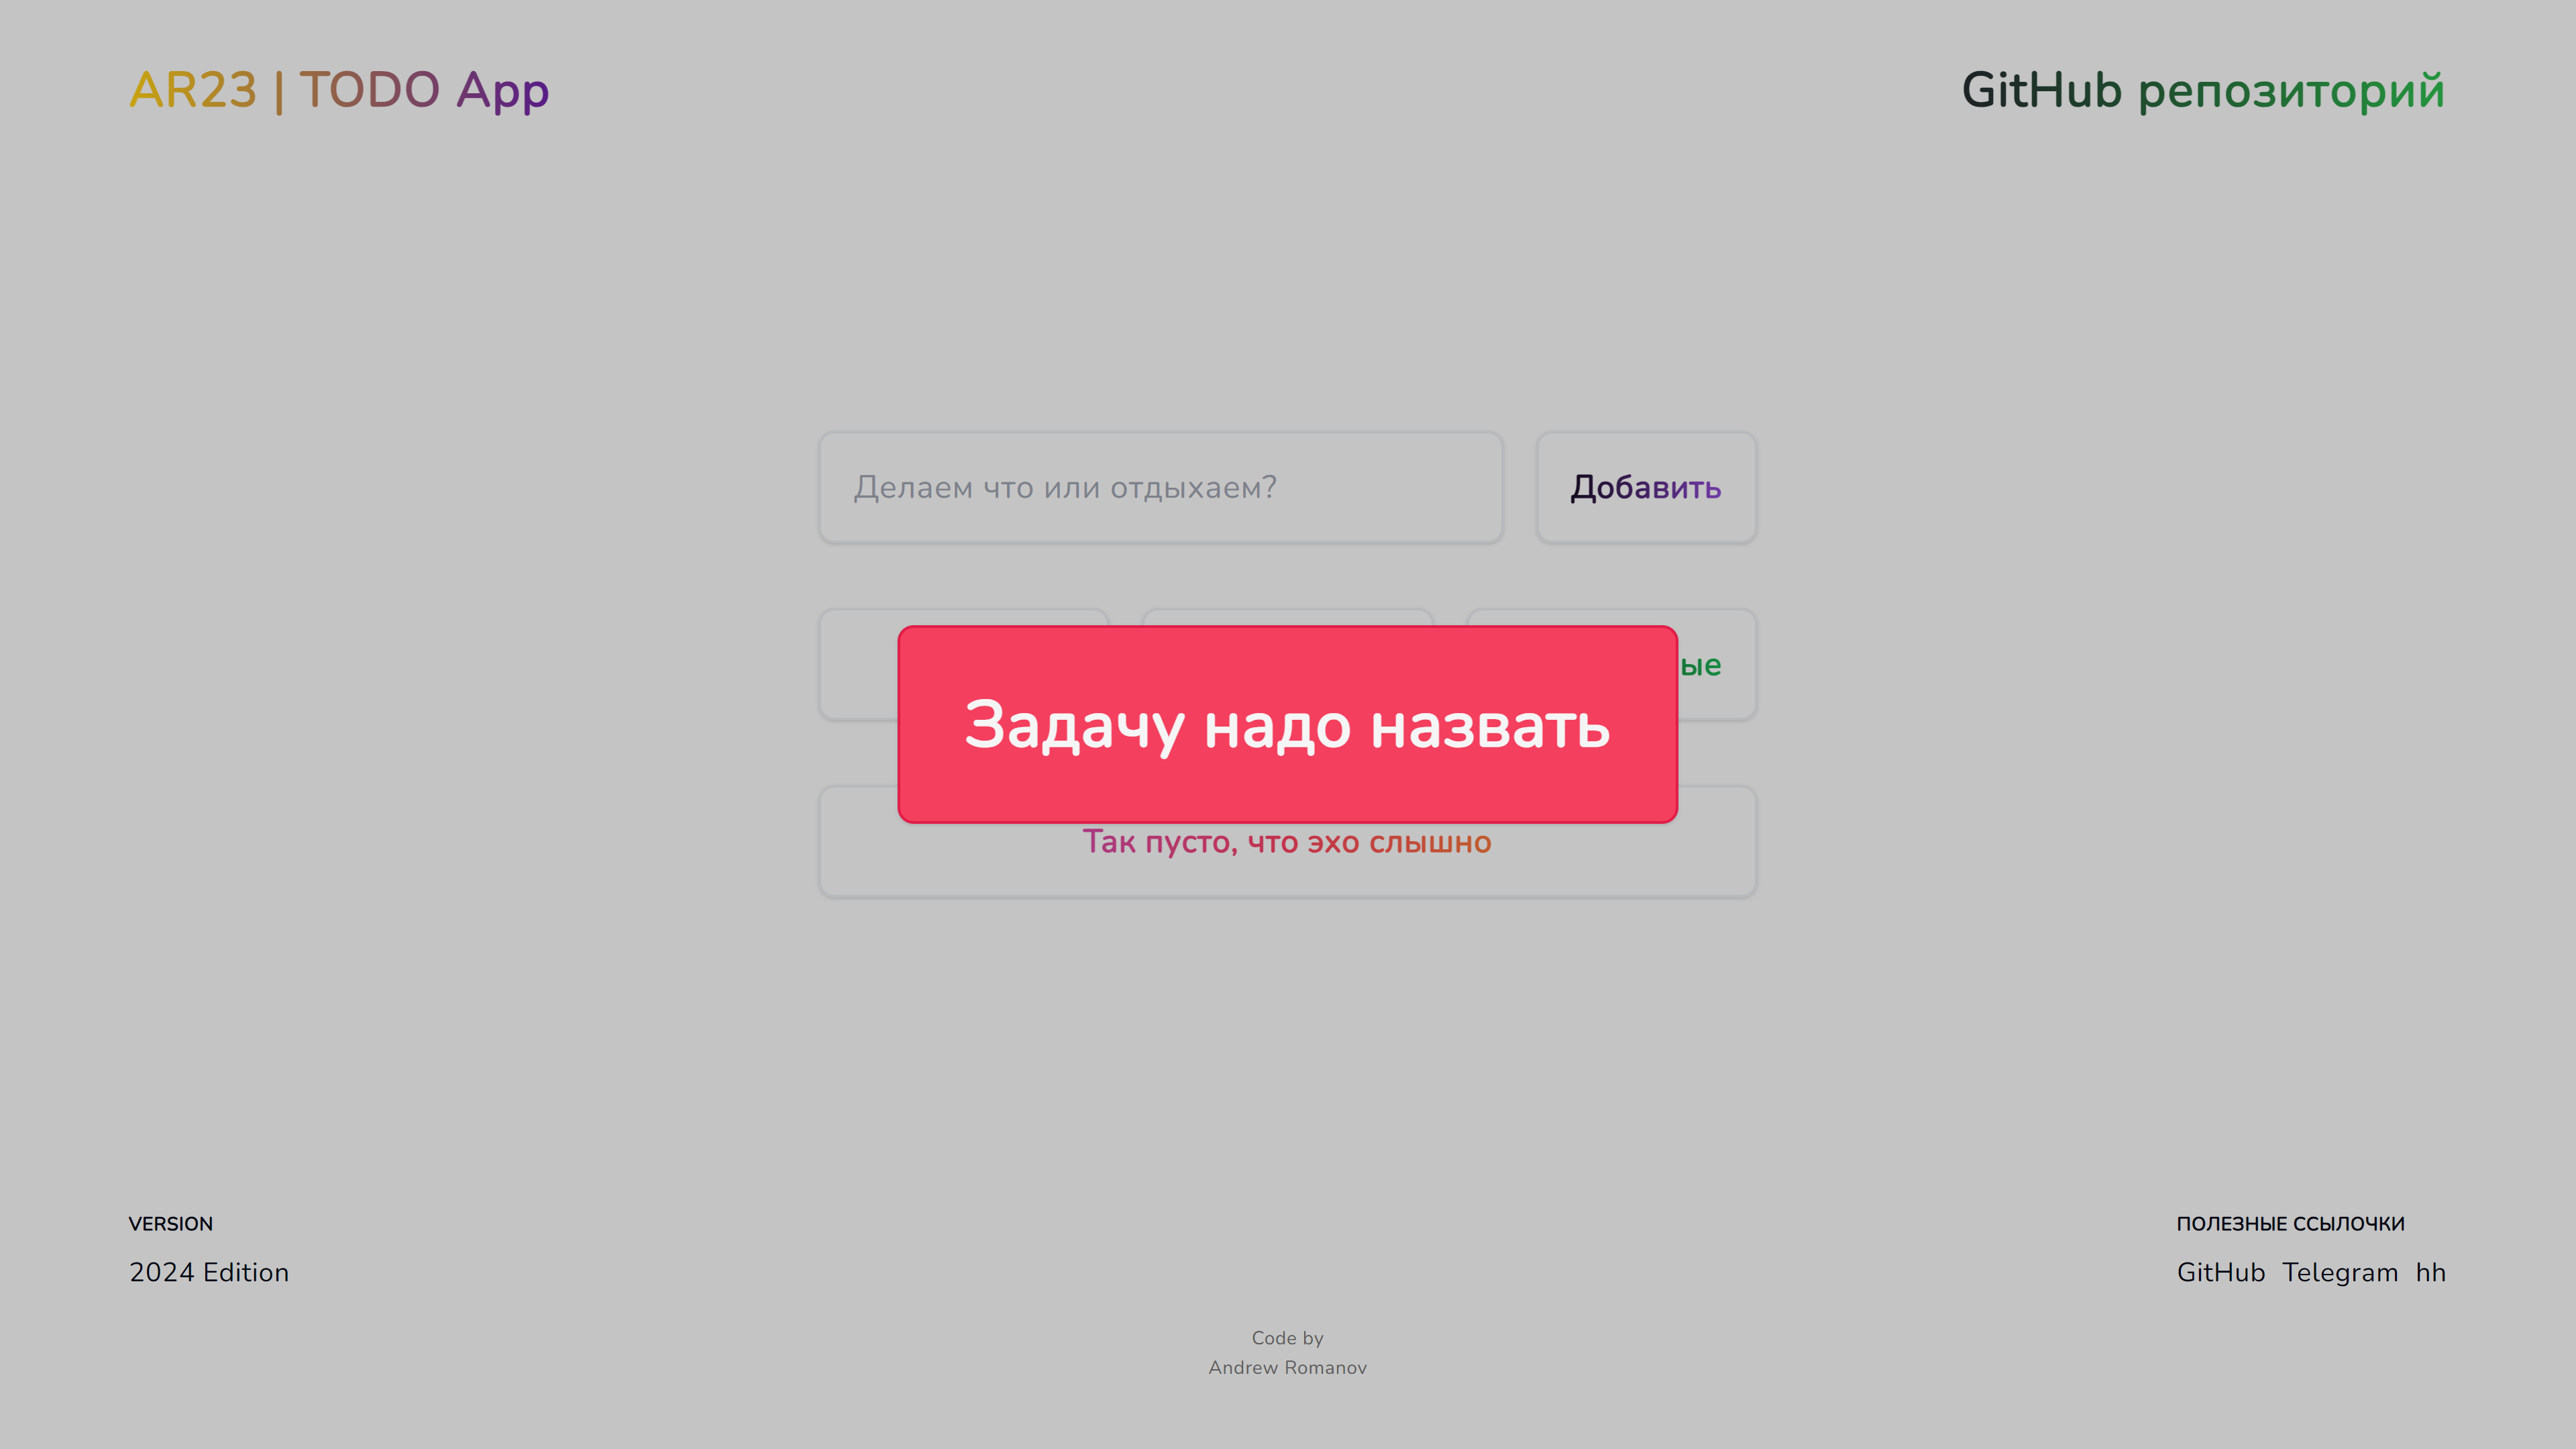 AR23 | TODO App
GitHub репозиторий
Делаем что или отдыхаем?
Добавить
ые
Задачу надо назвать
Так пусто, что эхо слышно
VERSION
2024 Edition
ПОЛЕЗНЫЕ ССЫЛОЧКИ
GitHub Telegram hh
Code by
Andrew Romanov